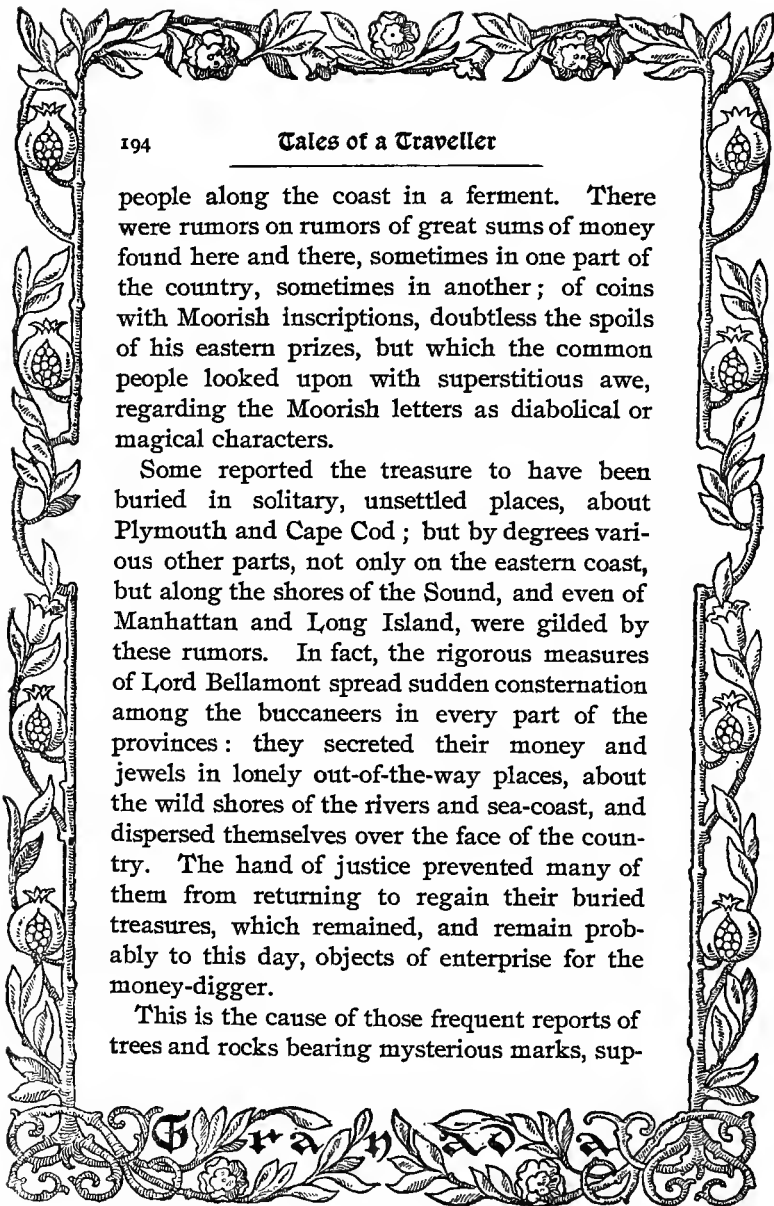 194 Tales of a Traveller
people along the coast in a ferment. There
were rumors on rumors of great sums of money
found here and there, sometimes in one part of
the country, sometimes in another ; of coins
with Moorish inscriptions, doubtless the spoils
of his eastern prizes, but which the common
people looked upon with superstitious awe,
regarding the Moorish letters as diabolical or
magical characters.
Some reported the treasure to have been
buried in solitary, unsettled places, about
Plymouth and Cape Cod ; but by degrees vari-
ous other parts, not only on the eastern coast,
but along the shores of the Sound, and even of
Manhattan and Long Island, were gilded by
these rumors. In fact, the rigorous measures
of Lord Bellamont spread sudden consternation
among the buccaneers in every part of the
provinces : they secreted their money and
jewels in lonely out-of-the-way places, about
the wild shores of the rivers and sea-coast, and
dispersed themselves over the face of the coun-
try. The hand of justice prevented many of
them from returning to regain their buried
treasures, which remained, and remain prob-
ably to this day, objects of enterprise for the
money-digger.
This is the cause of those frequent reports of
trees and rocks bearing mysterious marks, sup-
Granada